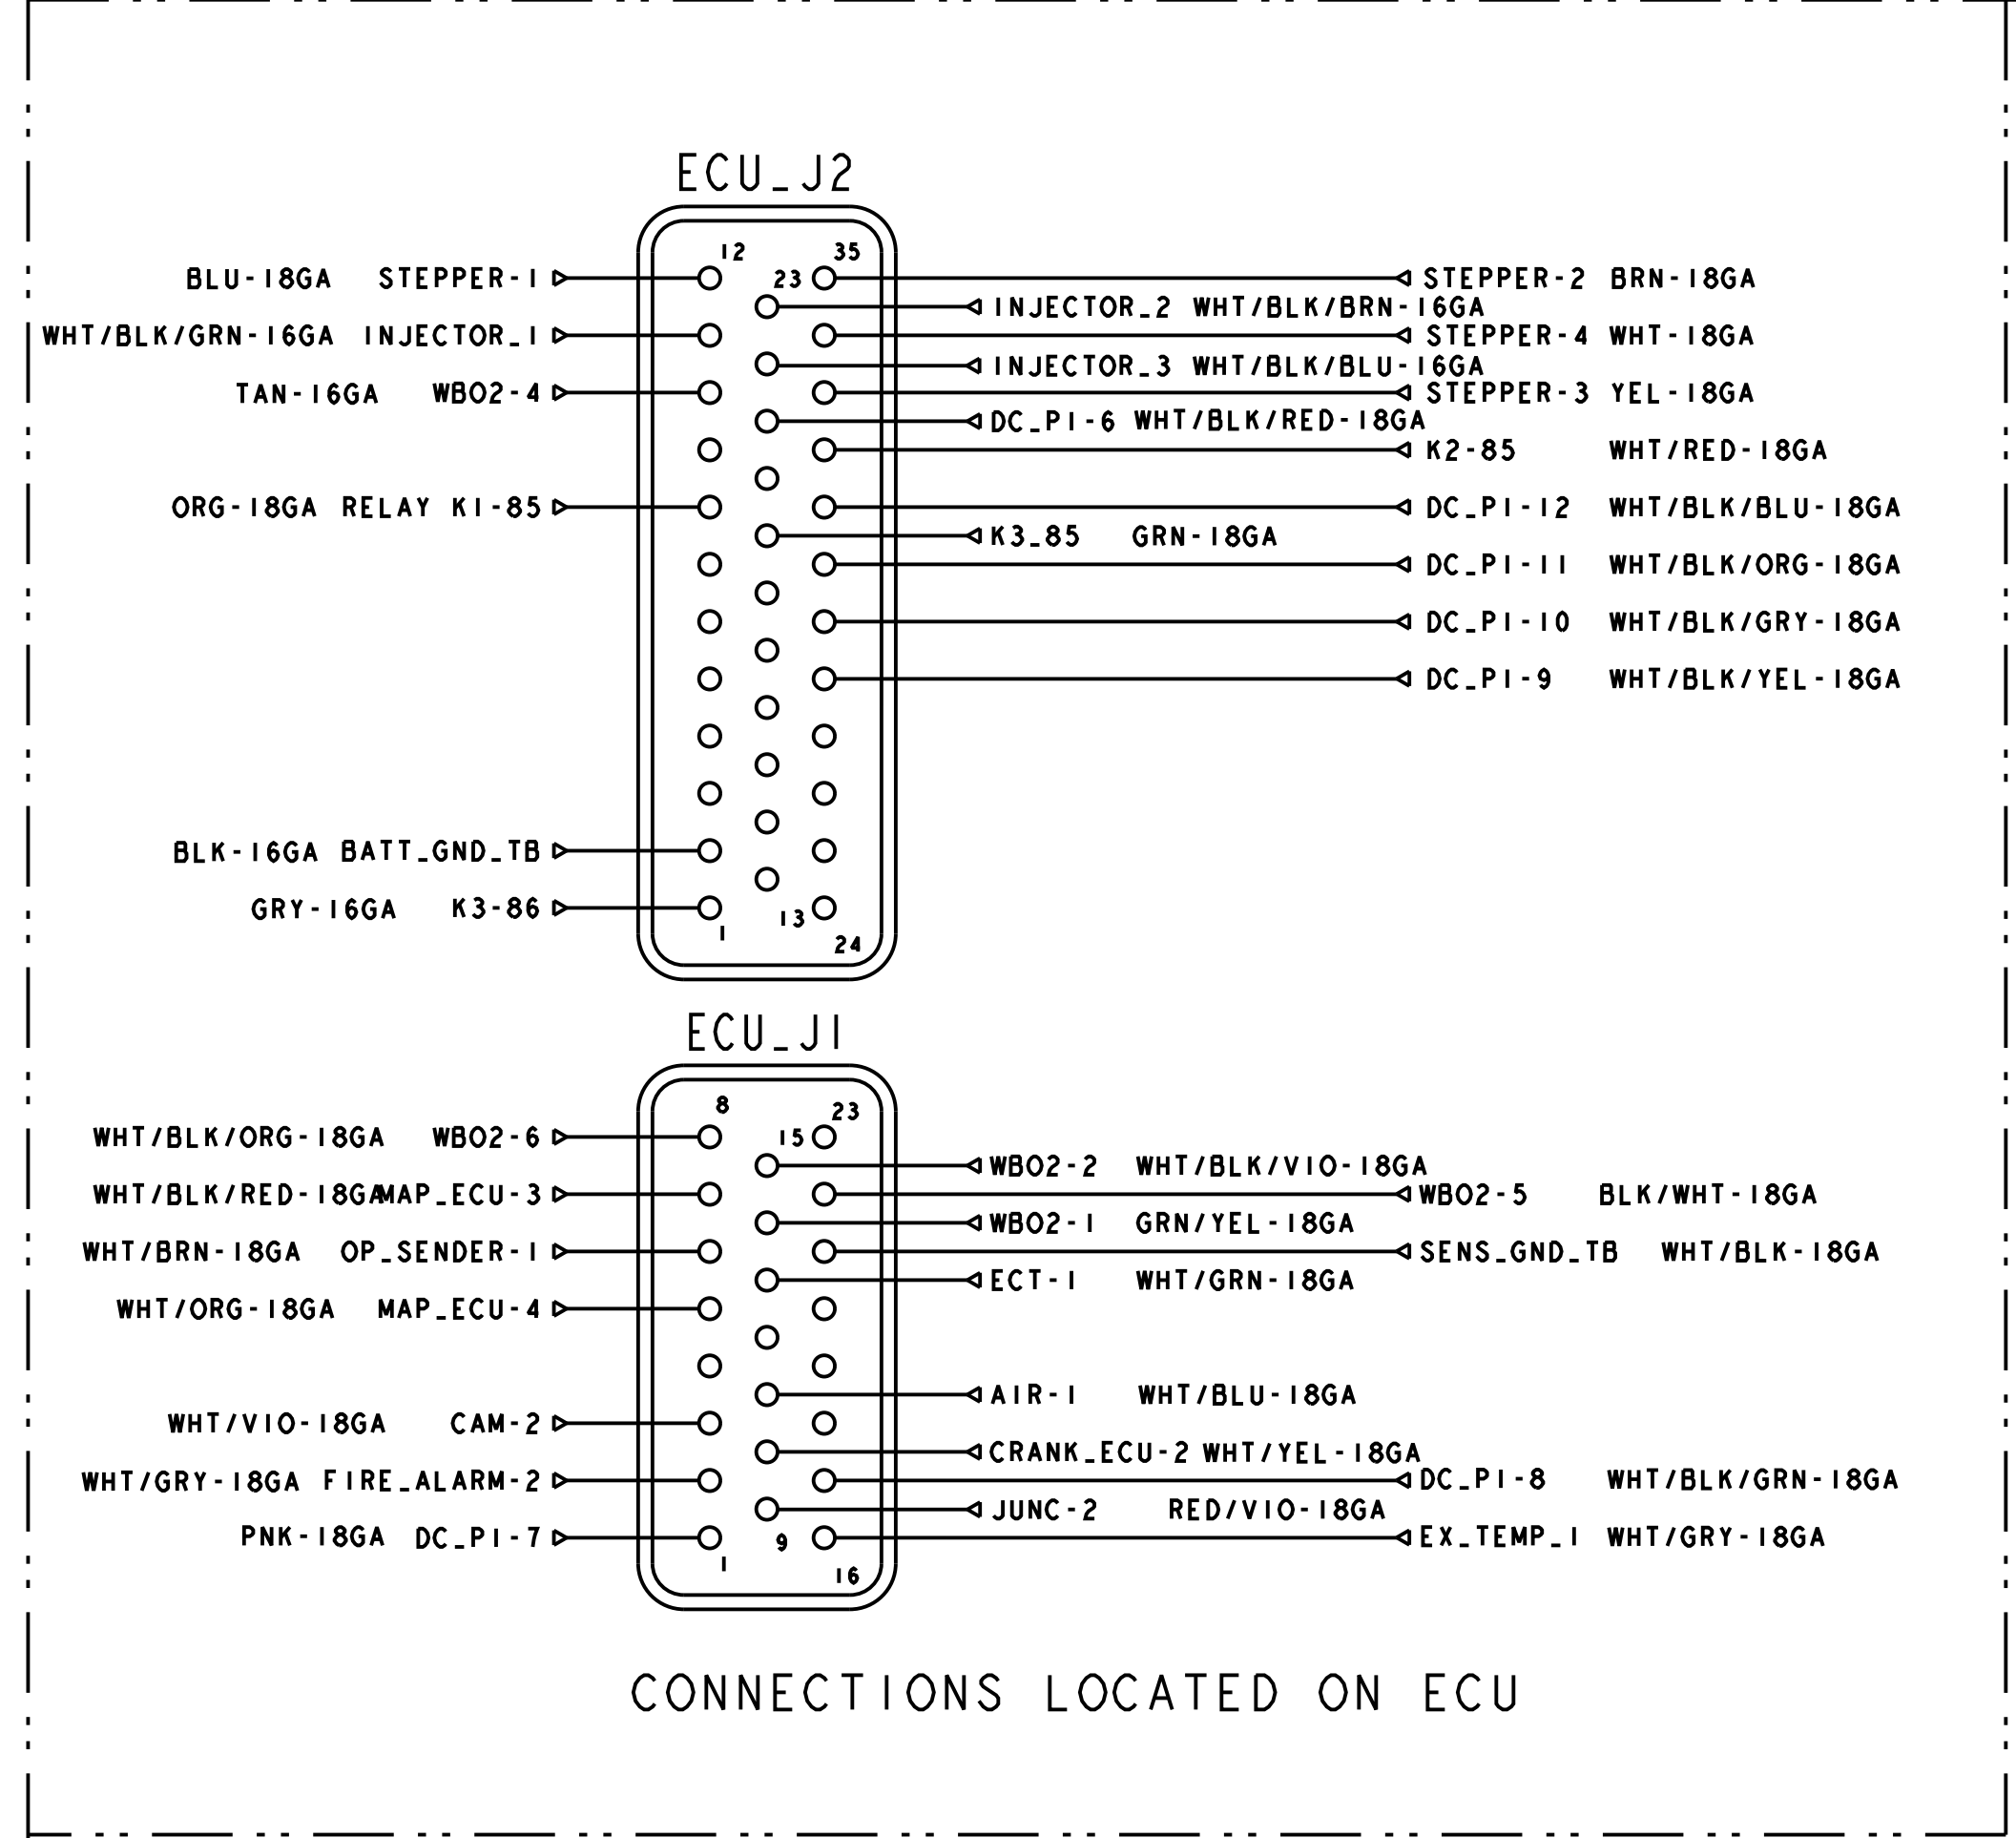 ECU_J2
12 35
BLU-18GA STEPPER-1 23 STEPPER-2 BRN-18GA
INJECTOR_2 WHT/BLK/BRN-16GA
WHT/BLK/GRN-16GA INJECTOR_1 STEPPER-4 WHT-18GA
INJECTOR_3 WHT/BLK/BLU-16GA
TAN-16GA WBO2-4 STEPPER-3 YEL-18GA
DC_P1-6 WHT/BLK/RED-18GA
K2-85 WHT/RED-18GA
ORG-18GA RELAY K1-85 DC_P1-12 WHT/BLK/BLU-18GA
K3_85 GRN-18GA
DC_P1-11 WHT/BLK/ORG-18GA
DC_P1-10 WHT/BLK/GRY-18GA
DC_P1-9 WHT/BLK/YEL-18GA
BLK-16GA BATT_GND_TB
GRY-16GA K3-86 13
1 24
ECU_J1
8 23
WHT/BLK/ORG-18GA WBO2-6 15
WBO2-2 WHT/BLK/VIO-18GA
WHT/BLK/RED-18GA MAP_ECU-3 WBO2-5 BLK/WHT-18GA
WBO2-1 GRN/YEL-18GA
WHT/BRN-18GA OP_SENDER-1 SENS_GND_TB WHT/BLK-18GA
ECT-1 WHT/GRN-18GA
WHT/ORG-18GA MAP_ECU-4
AIR-1 WHT/BLU-18GA
WHT/VIO-18GA CAM-2
CRANK_ECU-2 WHT/YEL-18GA
WHT/GRY-18GA FIRE_ALARM-2 DC_P1-8 WHT/BLK/GRN-18GA
JUNC-2 RED/VIO-18GA
PNK-18GA DC_P1-7 9 EX_TEMP_1 WHT/GRY-18GA
1 16
CONNECTIONS LOCATED ON ECU